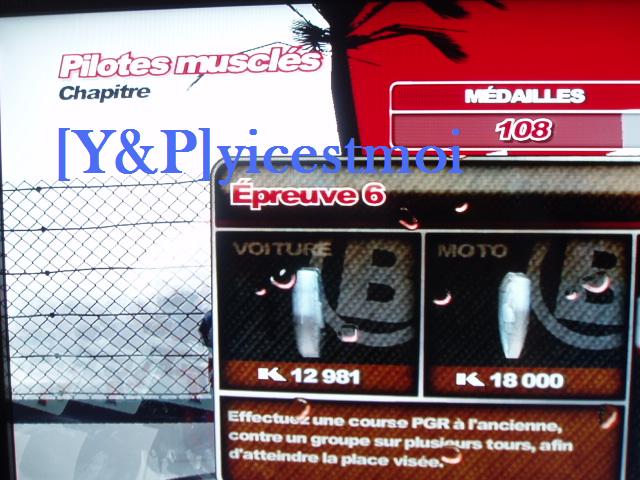 Pilotes musclés
Chapitre
MÉDAILLES
108
[Y&P]yicestmoi
Épreuve 6
VOITURE
MOTO
B
B
K 12 981
K 18 000
Effectuez une course PGR à l'ancienne,
contre un groupe sur plusieurs tours, afin
d'atteindre la place visée.